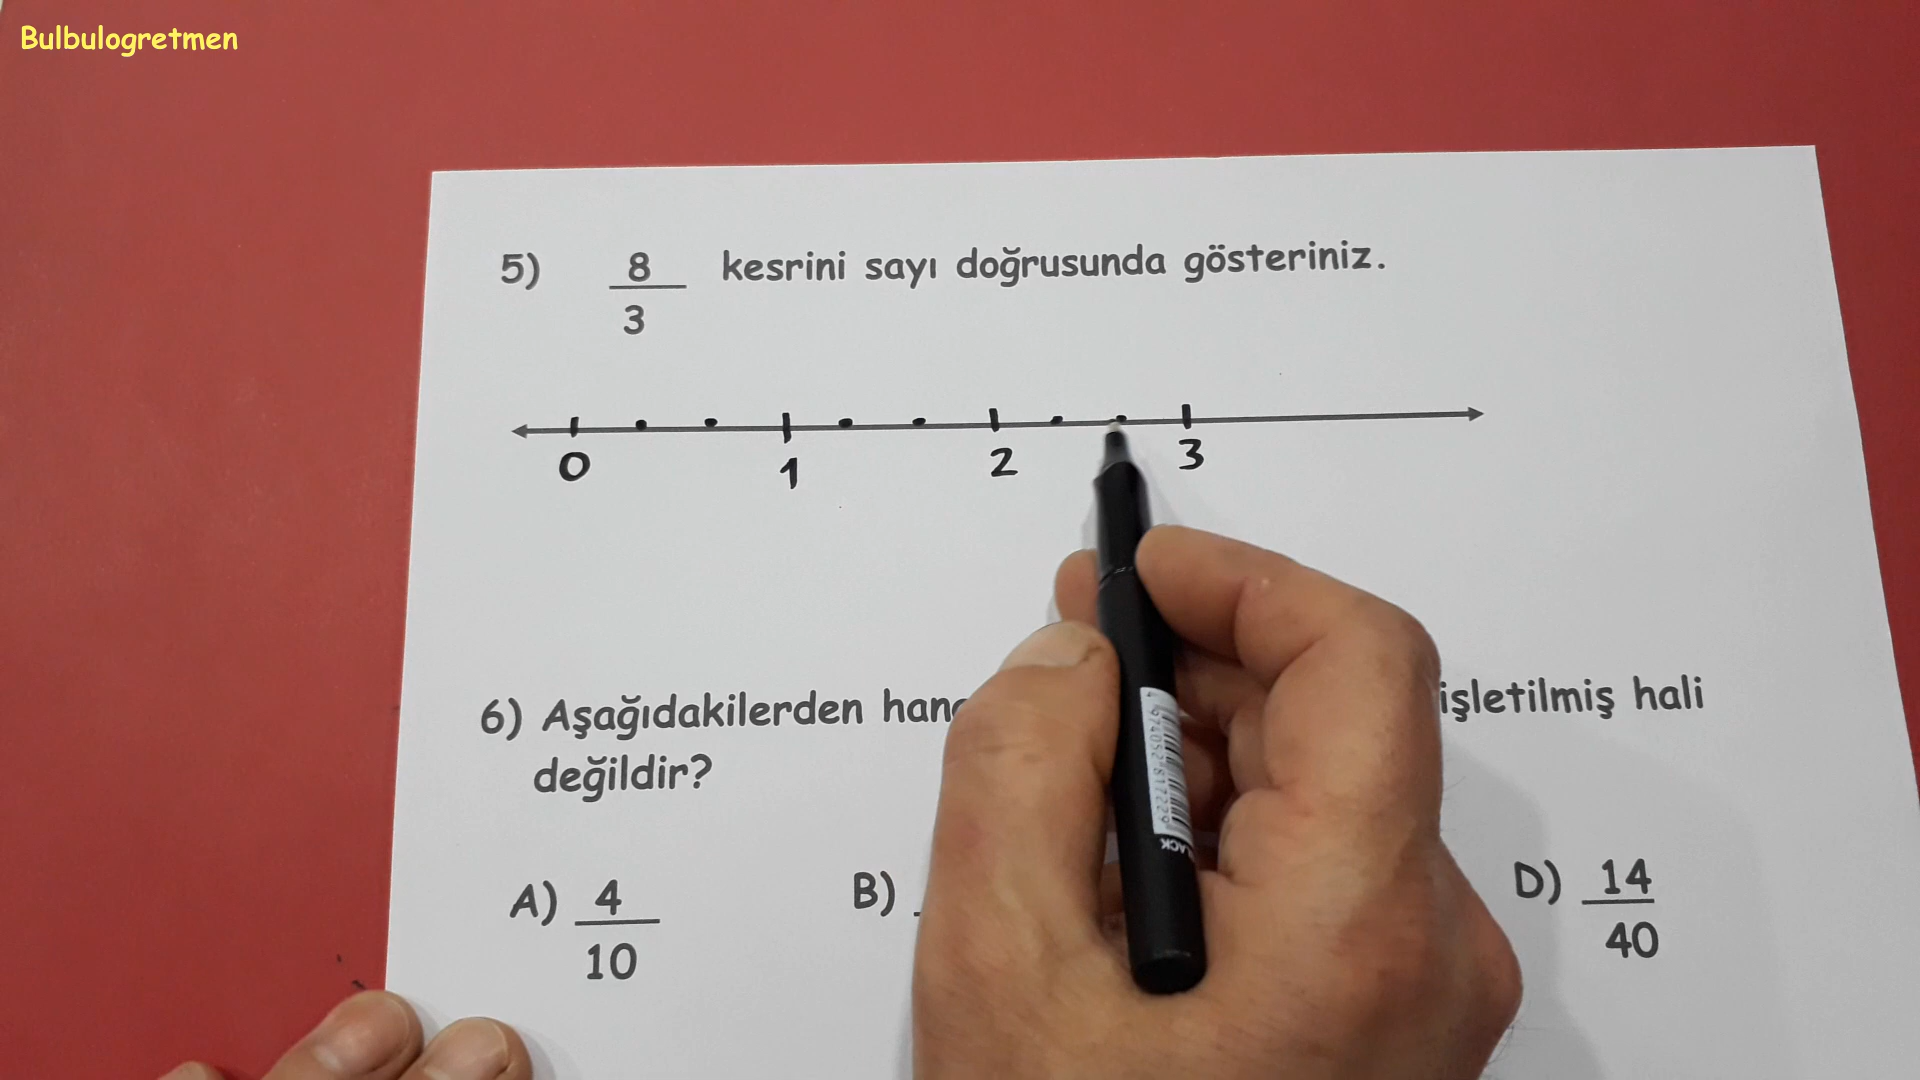 Bulbulogretmen
5) 8/3 kesrini sayı doğrusunda gösteriniz.
0 1 2 3
6) Aşağıdakilerden işletilmiş hali
değildir?
A) 4/10 B) D) 14/40